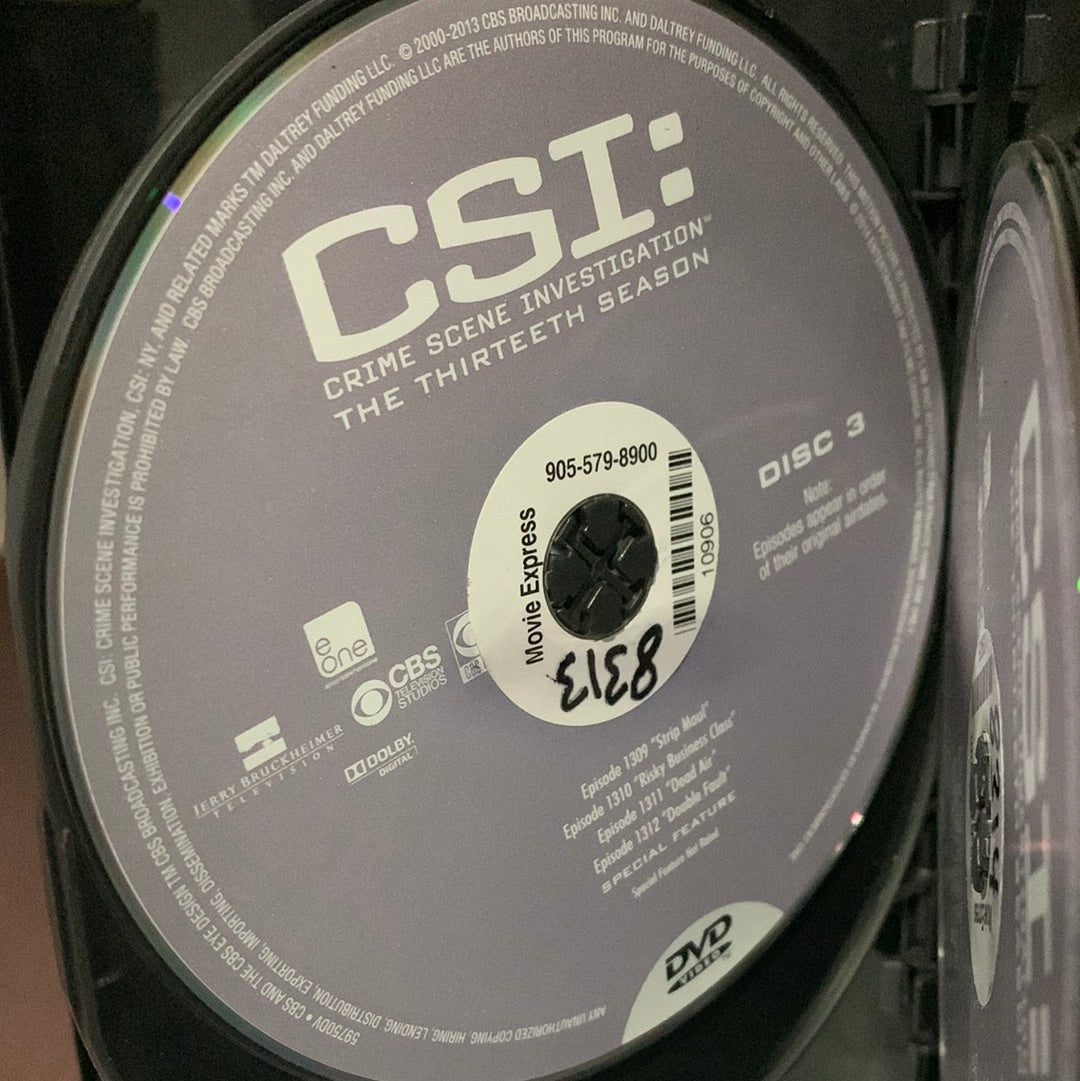 CSI:
CRIME SCENE INVESTIGATION™
THE THIRTEETH SEASON
905-579-8900
Movie Express
10906
8313
DISC 3
Note:
Episodes appear in order
of their original airdates.
e
one
CBS
TELEVISION
STUDIOS
CBS
JERRY BRUCKHEIMER
TELEVISION
DOLBY
DIGITAL
Episode 1309 "Strip Maul"
Episode 1310 "Risky Business Class"
Episode 1311 "Dead Air"
Episode 1312 "Double Fault"
SPECIAL FEATURE
Special Feature Not Rated
DVD
VIDEO
59750DV • CBS AND THE CBS EYE DESIGN TM CBS BROADCASTING INC. CSI: CRIME SCENE INVESTIGATION, CSI: NY, AND RELATED MARKS TM DALTREY FUNDING LLC. © 2000-2013 CBS BROADCASTING INC. AND DALTREY FUNDING LLC. ALL RIGHTS RESERVED.
ANY UNAUTHORIZED COPYING, HIRING, LENDING, DISTRIBUTION, EXPORTING, IMPORTING, DISSEMINATION, EXHIBITION OR PUBLIC PERFORMANCE IS PROHIBITED BY LAW. CBS BROADCASTING INC. AND DALTREY FUNDING LLC ARE THE AUTHORS OF THIS PROGRAM FOR THE PURPOSES OF COPYRIGHT AND OTHER LAWS.